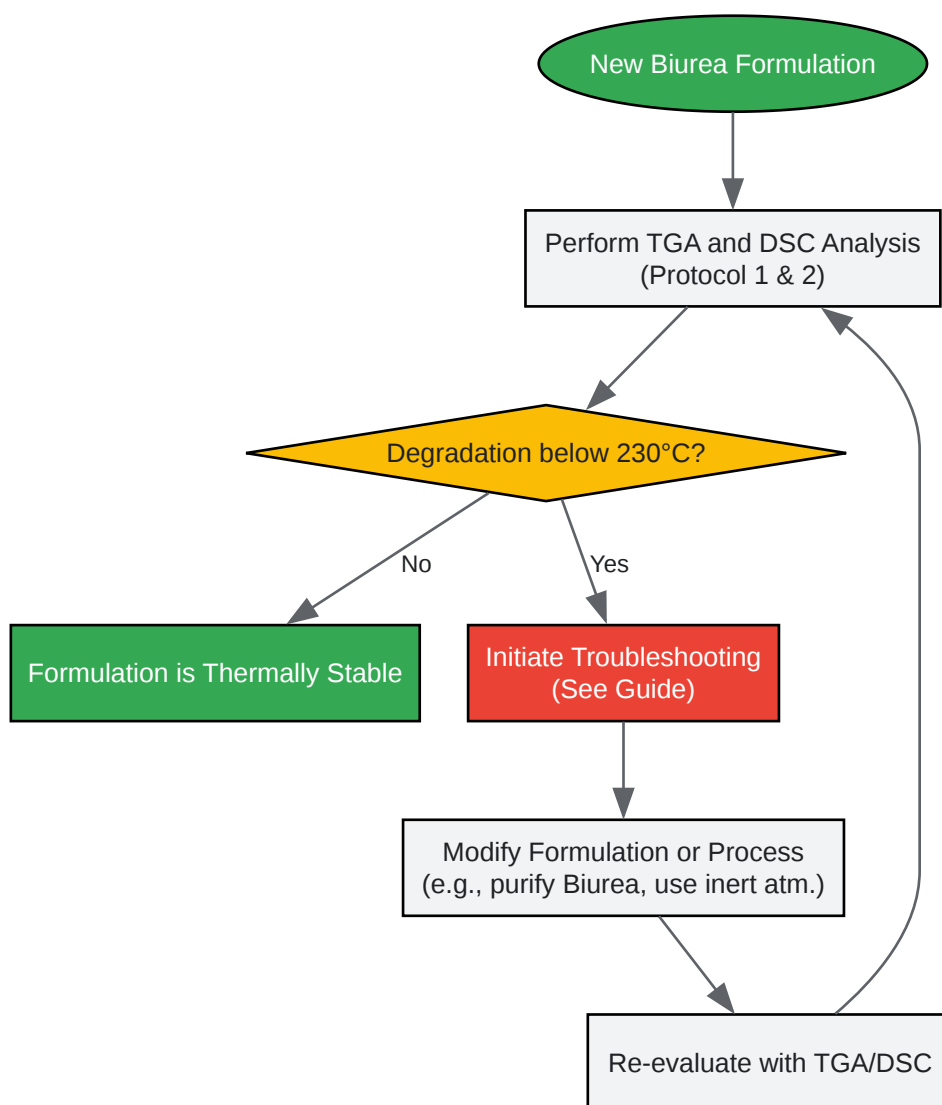 New Biurea Formulation
Perform TGA and DSC Analysis
(Protocol 1 & 2)
Degradation below 230°C?
No
Yes
Formulation is Thermally Stable
Initiate Troubleshooting
(See Guide)
Modify Formulation or Process
(e.g., purify Biurea, use inert atm.)
Re-evaluate with TGA/DSC